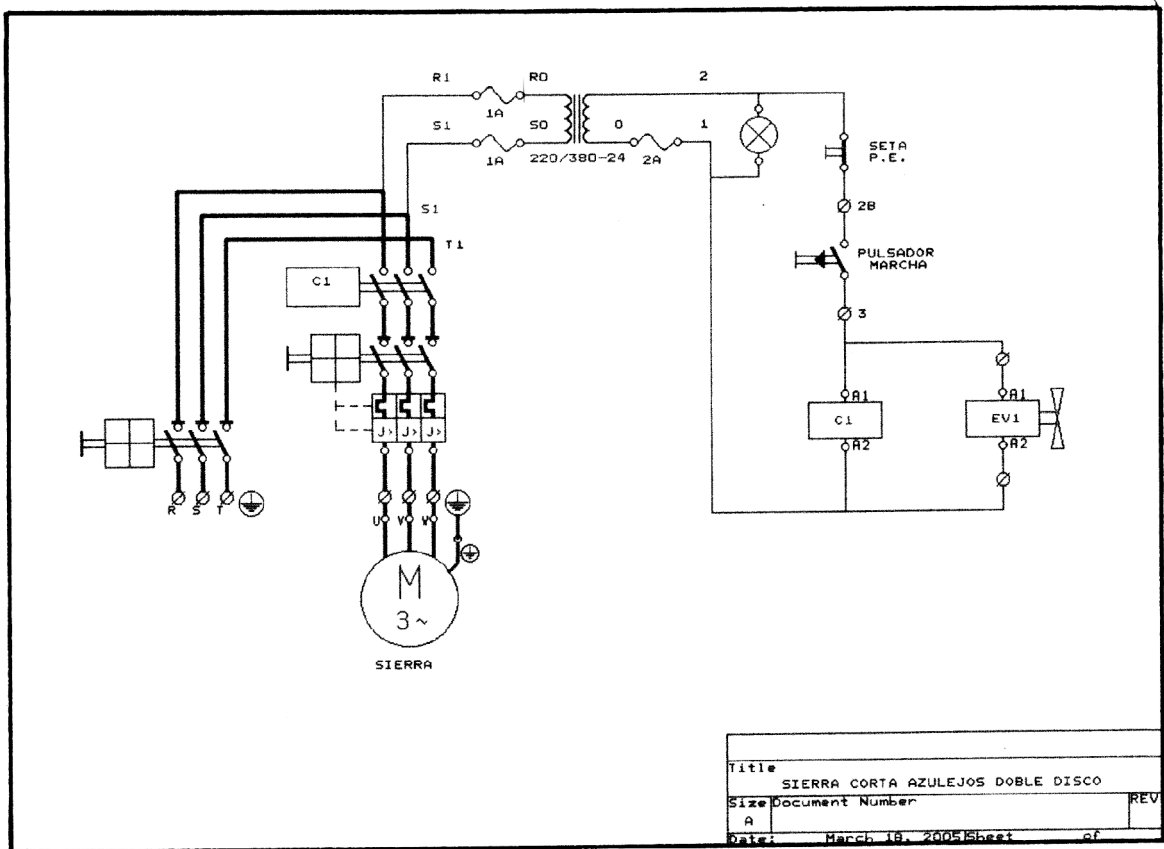 R1 R0 2
1A
S1 S0 0 1
1A 220/380-24 2A
SETA
P.E.
S1
2B
T1
PULSADOR
MARCHA
C1
3
A1 A1
C1 EV1
A2 A2
J> J> J>
R S T
U V W
M
3~
SIERRA
Title
SIERRA CORTA AZULEJOS DOBLE DISCO
Size Document Number REV
A
Date: March 18, 2005 Sheet of